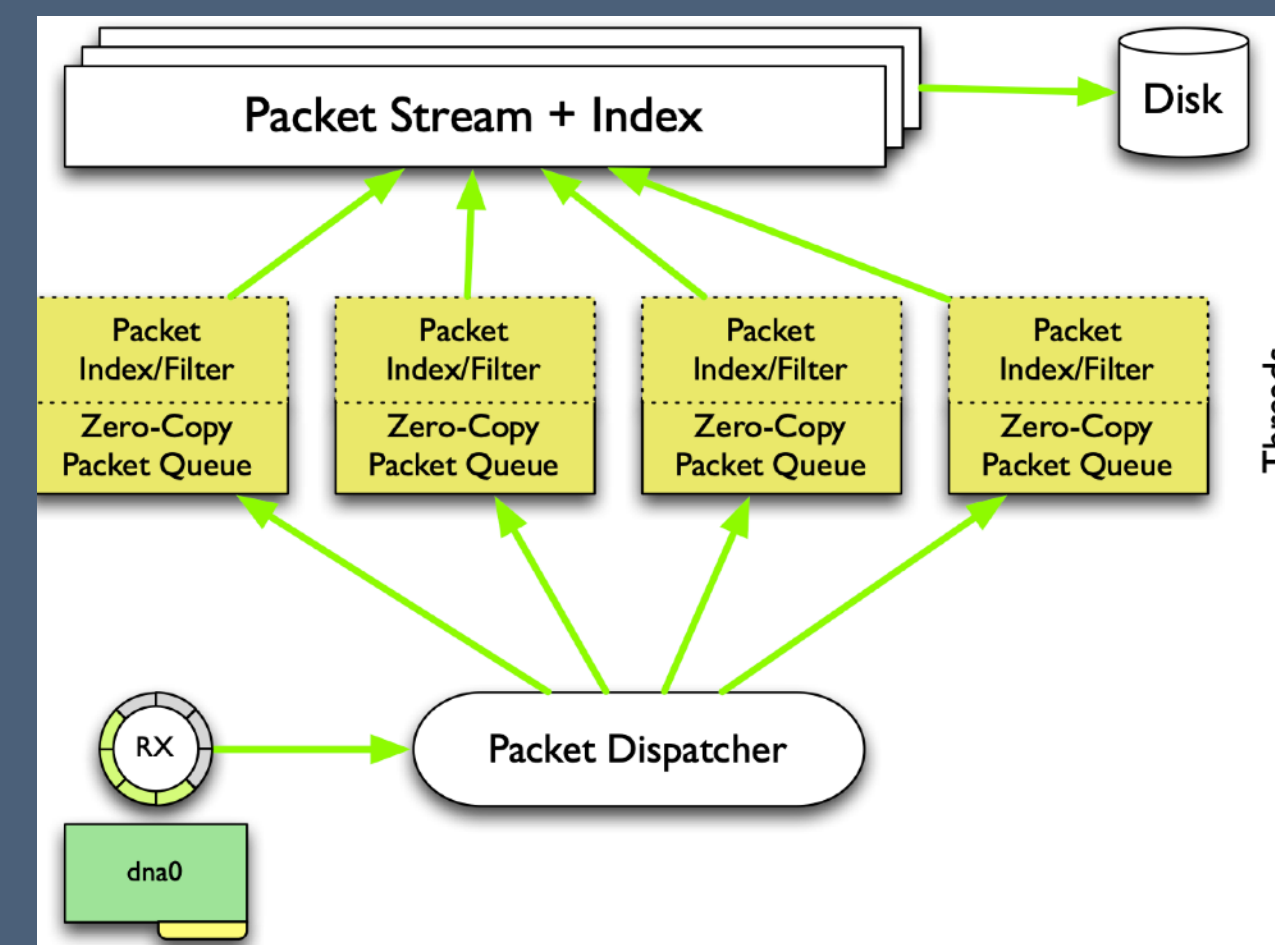 Packet Stream + Index
Disk
Packet
Index/Filter
Zero-Copy
Packet Queue
Packet
Index/Filter
Zero-Copy
Packet Queue
Packet
Index/Filter
Zero-Copy
Packet Queue
Packet
Index/Filter
Zero-Copy
Packet Queue
RX
Packet Dispatcher
dna0